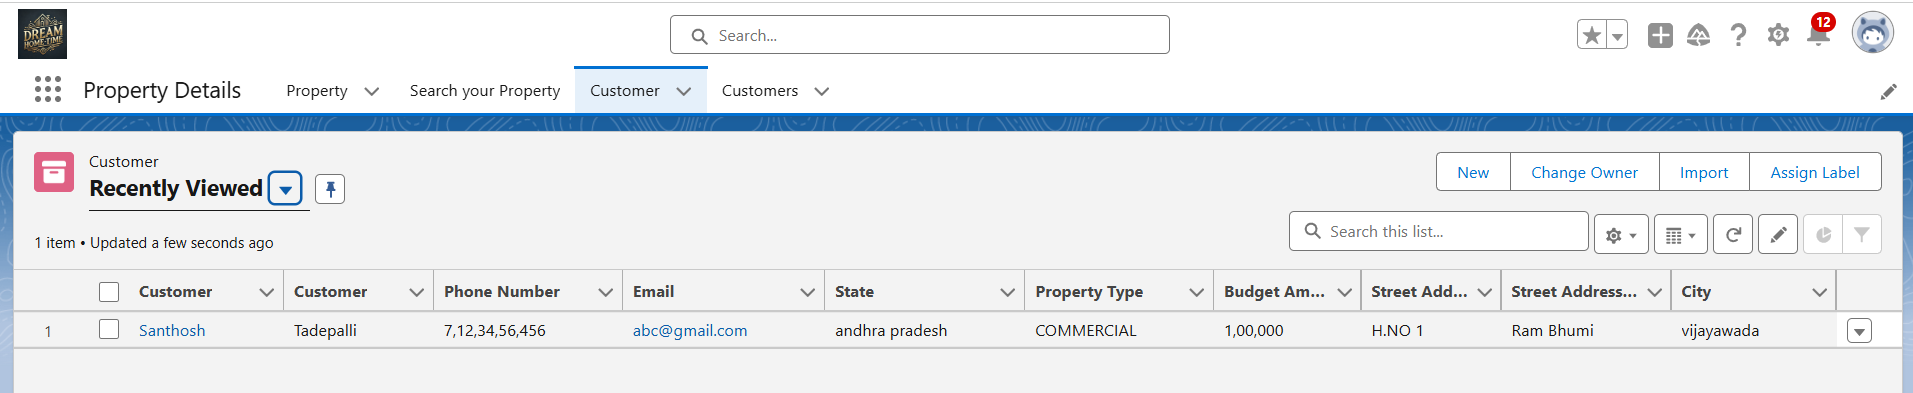 DREAM
HOME-TIME
Search...
12
Property Details
Property
Search your Property
Customer
Customers
Customer
Recently Viewed
New
Change Owner
Import
Assign Label
1 item • Updated a few seconds ago
Search this list...
Customer Customer Phone Number Email State Property Type Budget Am... Street Add... Street Address... City
1 Santhosh Tadepalli 7,12,34,56,456 abc@gmail.com andhra pradesh COMMERCIAL 1,00,000 H.NO 1 Ram Bhumi vijayawada